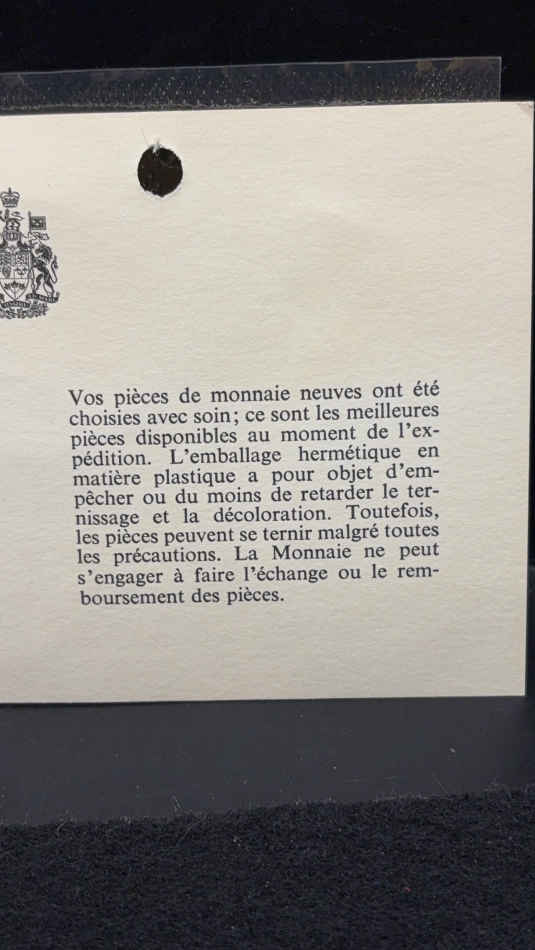 Vos pièces de monnaie neuves ont été
choisies avec soin; ce sont les meilleures
pièces disponibles au moment de l'ex-
pédition. L'emballage hermétique en
matière plastique a pour objet d'em-
pêcher ou du moins de retarder le ter-
nissage et la décoloration. Toutefois,
les pièces peuvent se ternir malgré toutes
les précautions. La Monnaie ne peut
s'engager à faire l'échange ou le rem-
boursement des pièces.